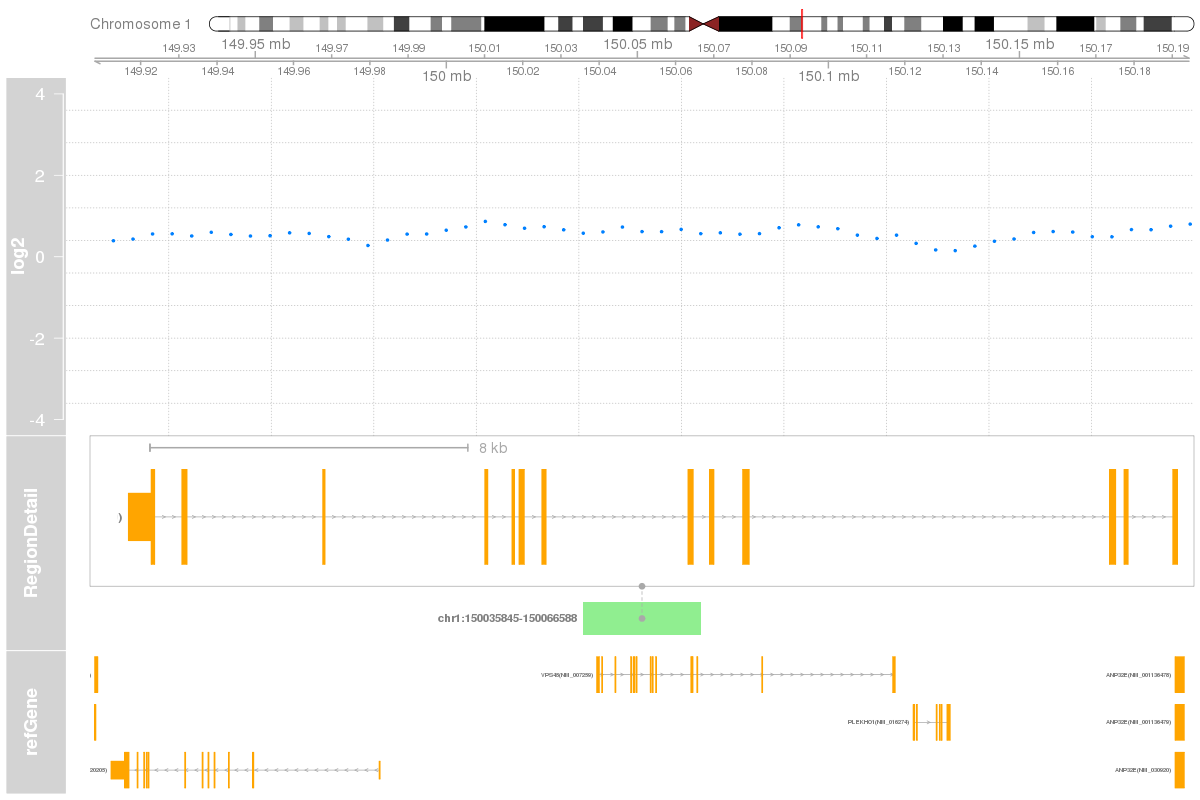 Chromosome 1
149.93 149.95 mb 149.97 149.99 150.01 150.03 150.05 mb 150.07 150.09 150.11 150.13 150.15 mb 150.17 150.19
149.92 149.94 149.96 149.98 150 mb 150.02 150.04 150.06 150.08 150.1 mb 150.12 150.14 150.16 150.18
4
2
0
-2
-4
log2
8 kb
)
RegionDetail
chr1:150035845-150066588
refGene
)
VPS45(NM_007259)
ANP32E(NM_001136478)
PLEKHO1(NM_016274)
ANP32E(NM_001136479)
20205)
ANP32E(NM_030920)